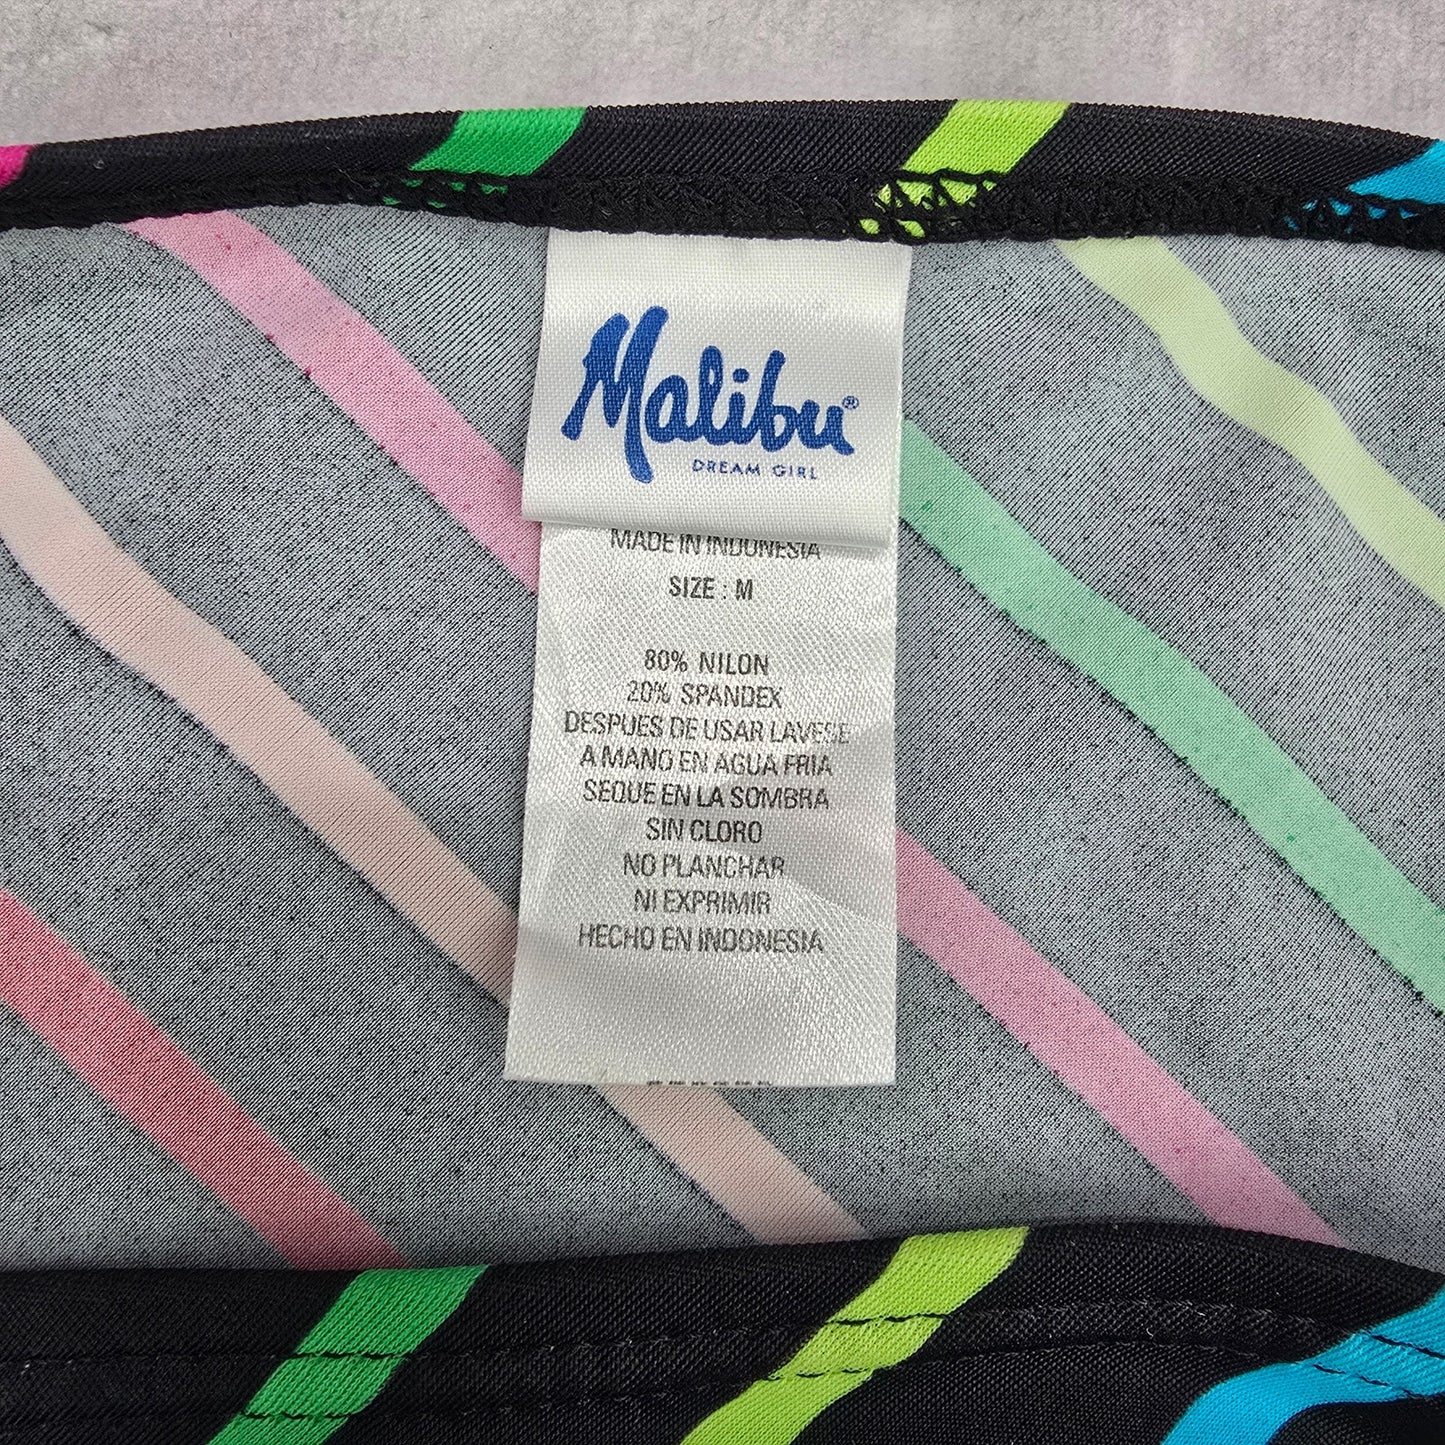 Malibu®
DREAM GIRL
MADE IN INDONESIA
SIZE : M
80% NILON
20% SPANDEX
DESPUES DE USAR LAVESE
A MANO EN AGUA FRIA
SEQUE EN LA SOMBRA
SIN CLORO
NO PLANCHAR
NI EXPRIMIR
HECHO EN INDONESIA